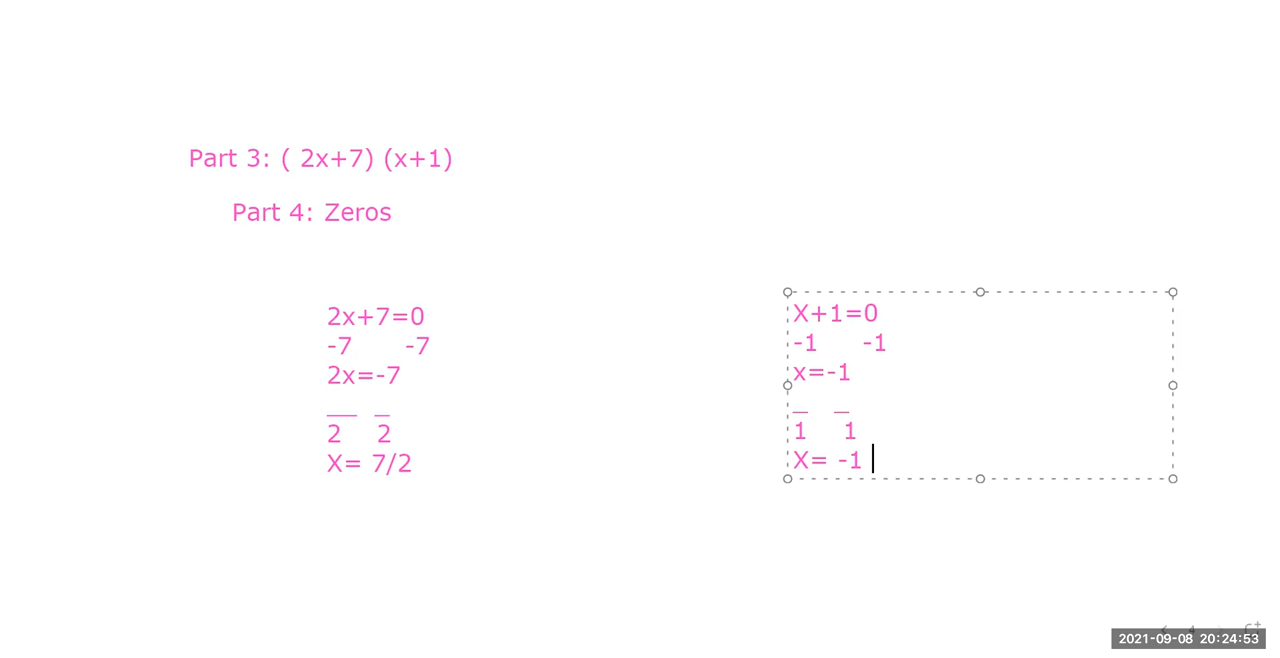 Part 3: ( 2x+7) (x+1)
Part 4: Zeros
2x+7=0
-7 -7
2x=-7
__ _
2 2
X= 7/2
X+1=0
-1 -1
x=-1
_ _
1 1
X= -1
2021-09-08 20:24:53